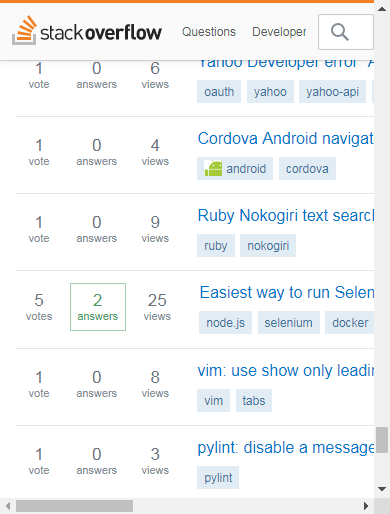 stackoverflow Questions Developer
Yahoo Developer error
1 0 6
vote answers views
oauth yahoo yahoo-api
Cordova Android navigat
1 0 4
vote answers views
android cordova
Ruby Nokogiri text searc
1 0 9
vote answers views
ruby nokogiri
Easiest way to run Selen
5 2 25
votes answers views
node.js selenium docker
vim: use show only leadin
1 0 8
vote answers views
vim tabs
pylint: disable a message
1 0 3
vote answers views
pylint